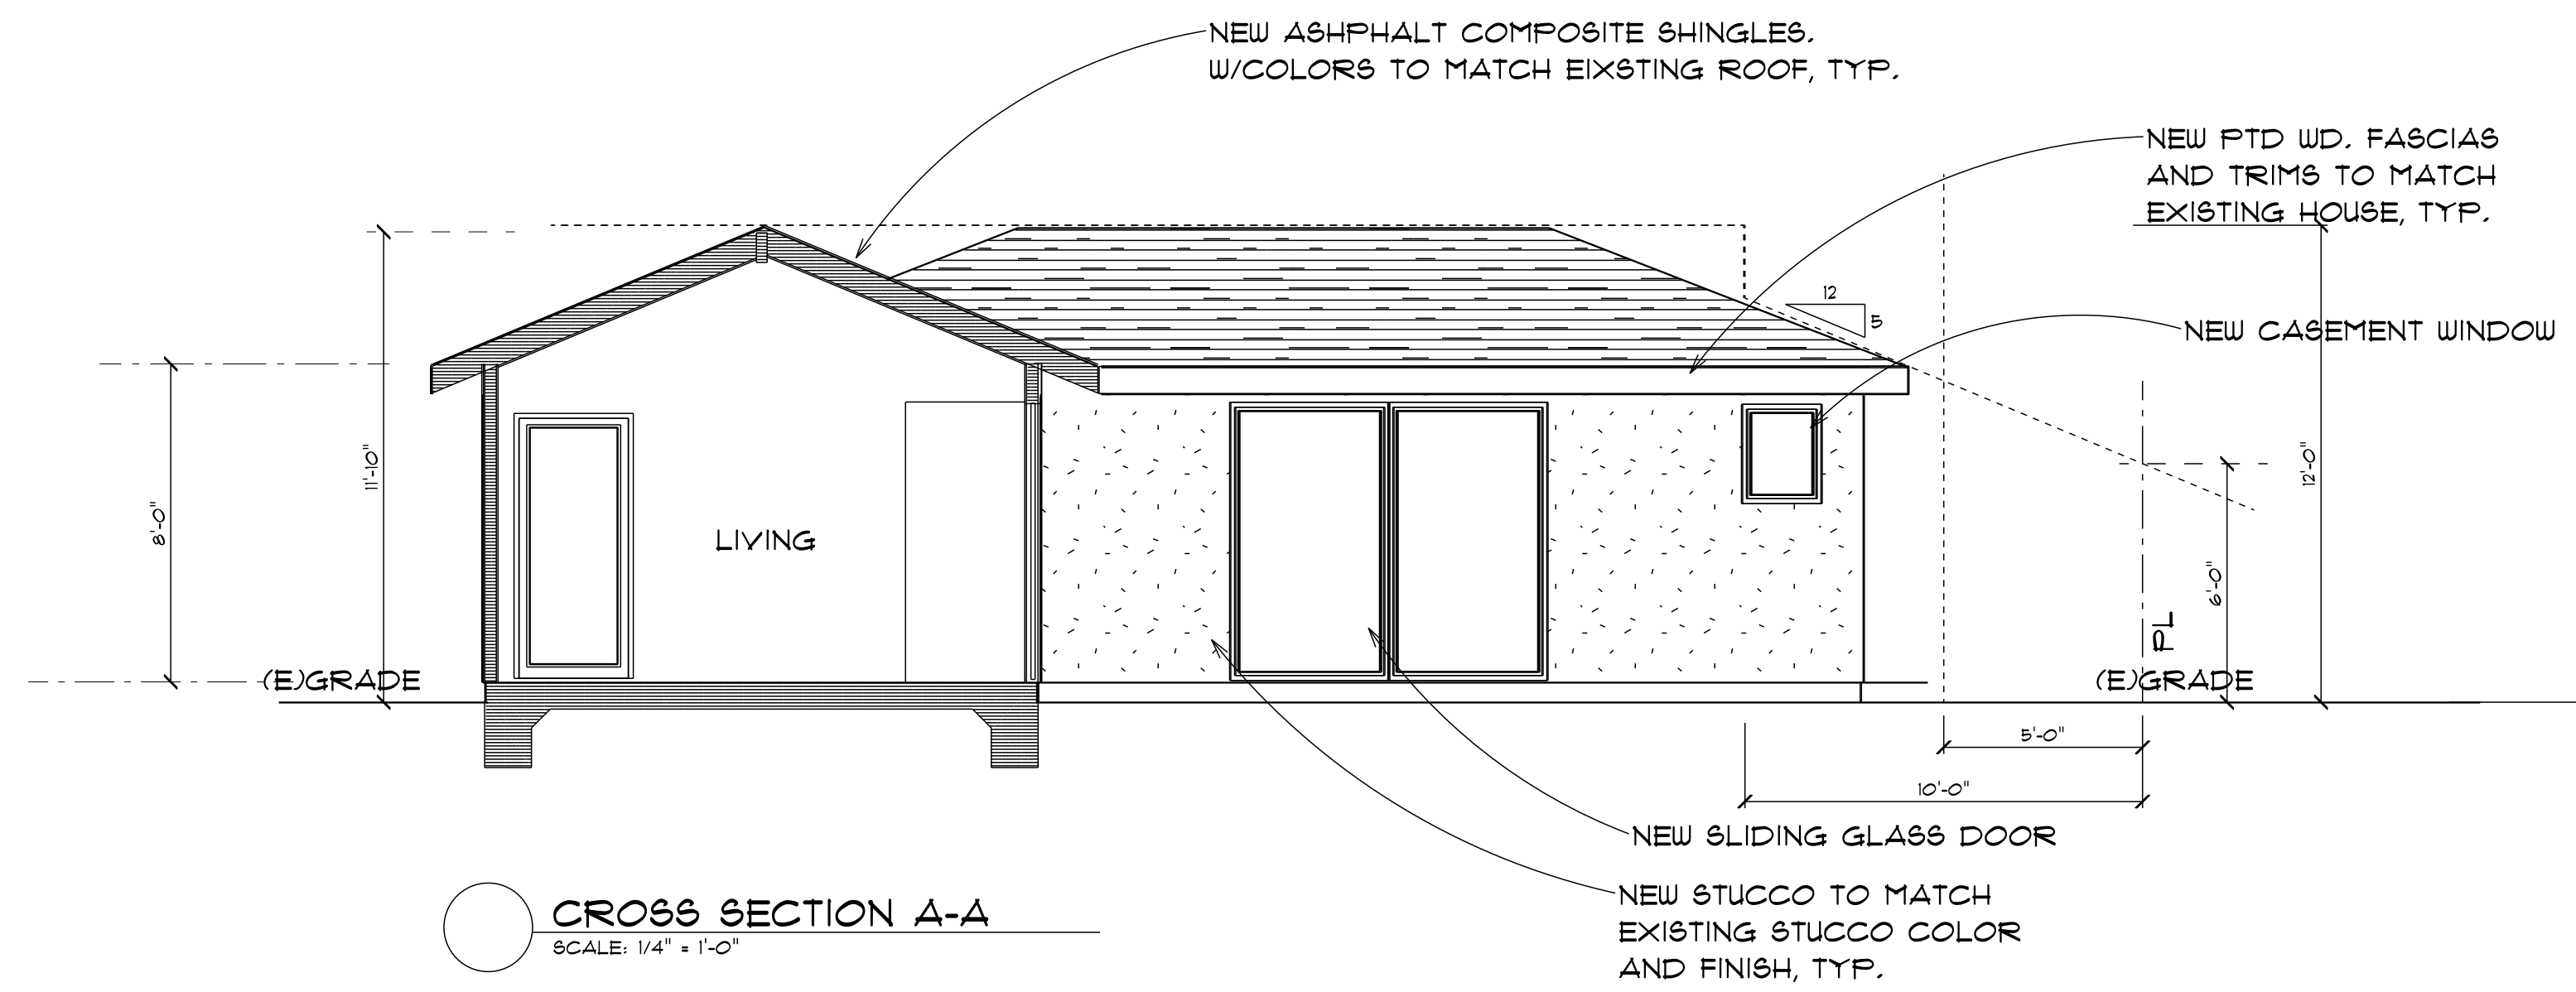 NEW ASHPHALT COMPOSITE SHINGLES.
W/COLORS TO MATCH EIXSTING ROOF, TYP.
NEW PTD WD. FASCIAS
AND TRIMS TO MATCH
EXISTING HOUSE, TYP.
12
5
NEW CASEMENT WINDOW
11'-10"
12'-0"
8'-0"
LIVING
6'-0"
PL
(E)GRADE
(E)GRADE
5'-0"
10'-0"
NEW SLIDING GLASS DOOR
NEW STUCCO TO MATCH
EXISTING STUCCO COLOR
AND FINISH, TYP.
CROSS SECTION A-A
SCALE: 1/4" = 1'-0"